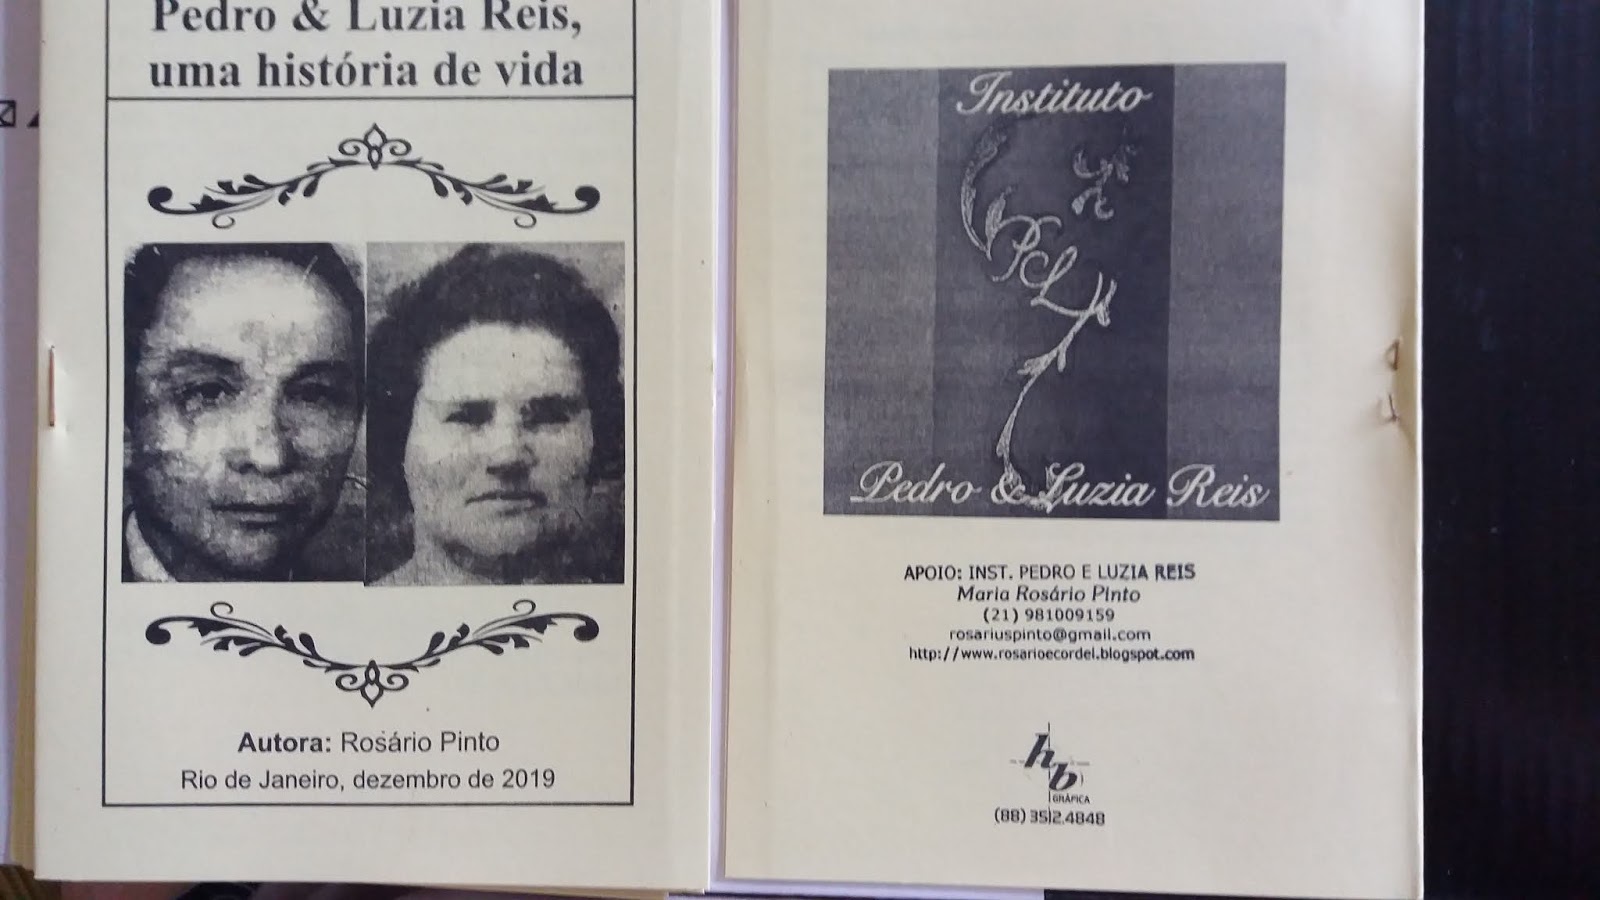 Pedro & Luzia Reis,
uma história de vida
Autora: Rosário Pinto
Rio de Janeiro, dezembro de 2019
Instituto
PCL
Pedro & Luzia Reis
APOIO: INST. PEDRO E LUZIA REIS
Maria Rosário Pinto
(21) 981009159
rosariuspinto@gmail.com
http://www.rosarioecordel.blogspot.com
hb
GRÁFICA
(88) 3512.4848